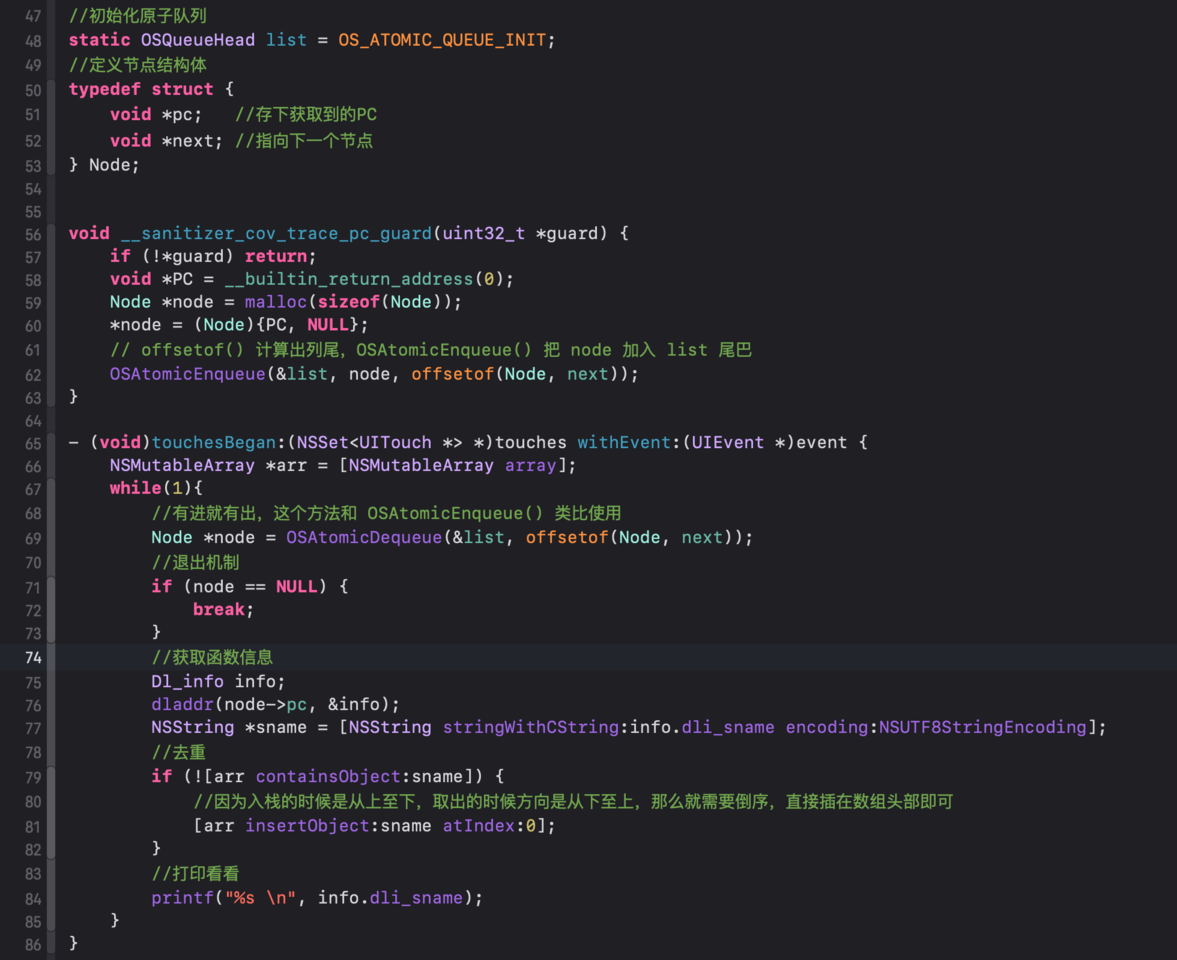 47 //初始化原子队列
48 static OSQueueHead list = OS_ATOMIC_QUEUE_INIT;
49 //定义节点结构体
50 typedef struct {
51     void *pc;   //存下获取到的PC
52     void *next; //指向下一个节点
53 } Node;
54
55
56 void __sanitizer_cov_trace_pc_guard(uint32_t *guard) {
57     if (!*guard) return;
58     void *PC = __builtin_return_address(0);
59     Node *node = malloc(sizeof(Node));
60     *node = (Node){PC, NULL};
61     // offsetof() 计算出列尾，OSAtomicEnqueue() 把 node 加入 list 尾巴
62     OSAtomicEnqueue(&list, node, offsetof(Node, next));
63 }
64
65 - (void)touchesBegan:(NSSet<UITouch *> *)touches withEvent:(UIEvent *)event {
66     NSMutableArray *arr = [NSMutableArray array];
67     while(1){
68         //有进就有出，这个方法和 OSAtomicEnqueue() 类比使用
69         Node *node = OSAtomicDequeue(&list, offsetof(Node, next));
70         //退出机制
71         if (node == NULL) {
72             break;
73         }
74         //获取函数信息
75         Dl_info info;
76         dladdr(node->pc, &info);
77         NSString *sname = [NSString stringWithCString:info.dli_sname encoding:NSUTF8StringEncoding];
78         //去重
79         if (![arr containsObject:sname]) {
80             //因为入栈的时候是从上至下，取出的时候方向是从下至上，那么就需要倒序，直接插在数组头部即可
81             [arr insertObject:sname atIndex:0];
82         }
83         //打印看看
84         printf("%s \n", info.dli_sname);
85     }
86 }